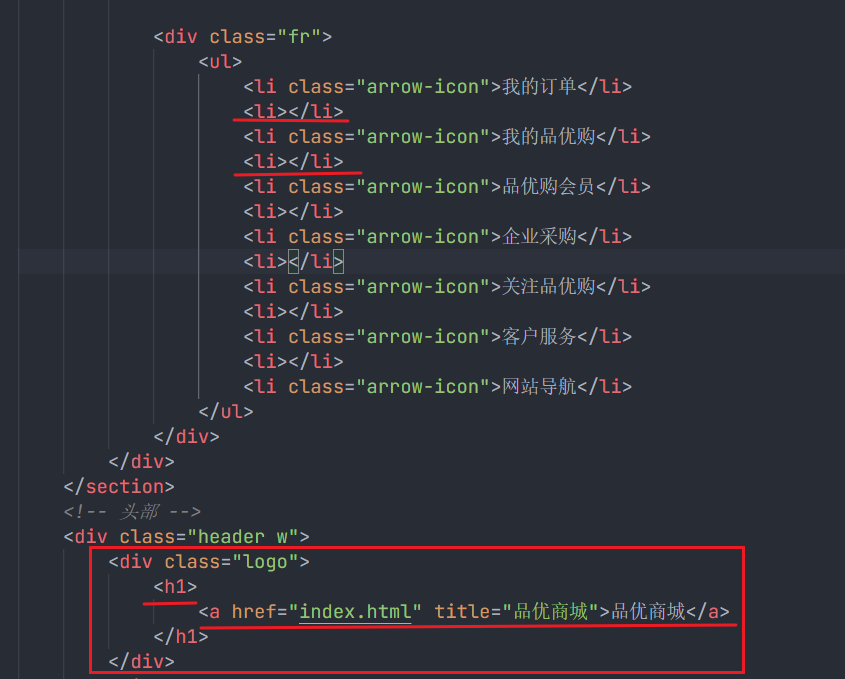 <div class="fr">
<ul>
<li class="arrow-icon">我的订单</li>
<li></li>
<li class="arrow-icon">我的品优购</li>
<li></li>
<li class="arrow-icon">品优购会员</li>
<li></li>
<li class="arrow-icon">企业采购</li>
<li></li>
<li class="arrow-icon">关注品优购</li>
<li></li>
<li class="arrow-icon">客户服务</li>
<li></li>
<li class="arrow-icon">网站导航</li>
</ul>
</div>
</div>
</section>
<!-- 头部 -->
<div class="header w">
<div class="logo">
<h1>
<a href="index.html" title="品优商城">品优商城</a>
</h1>
</div>